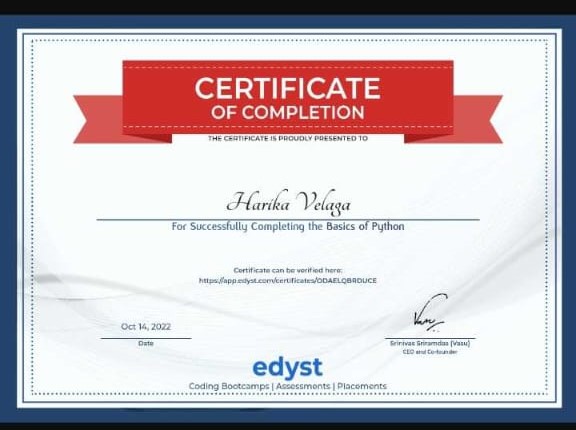 CERTIFICATE
OF COMPLETION
THE CERTIFICATE IS PROUDLY PRESENTED TO
Harika Velaga
For Successfully Completing the Basics of Python
Certificate can be verified here:
https://app.edyst.com/certificates/ODAELQBRDUCE
Oct 14, 2022
Date
Srinivas Sriramdas (Vasu)
CEO and Co-founder
edyst
Coding Bootcamps | Assessments | Placements